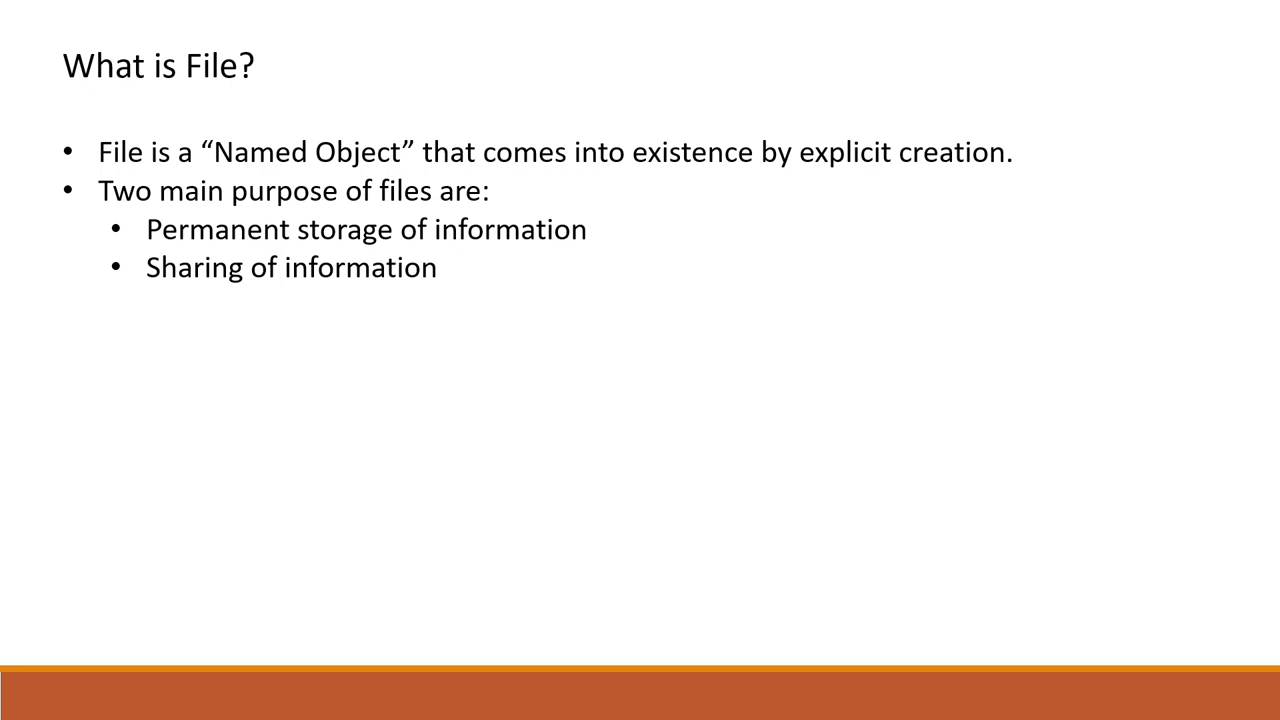 What is File?
• File is a “Named Object” that comes into existence by explicit creation.
• Two main purpose of files are:
• Permanent storage of information
• Sharing of information